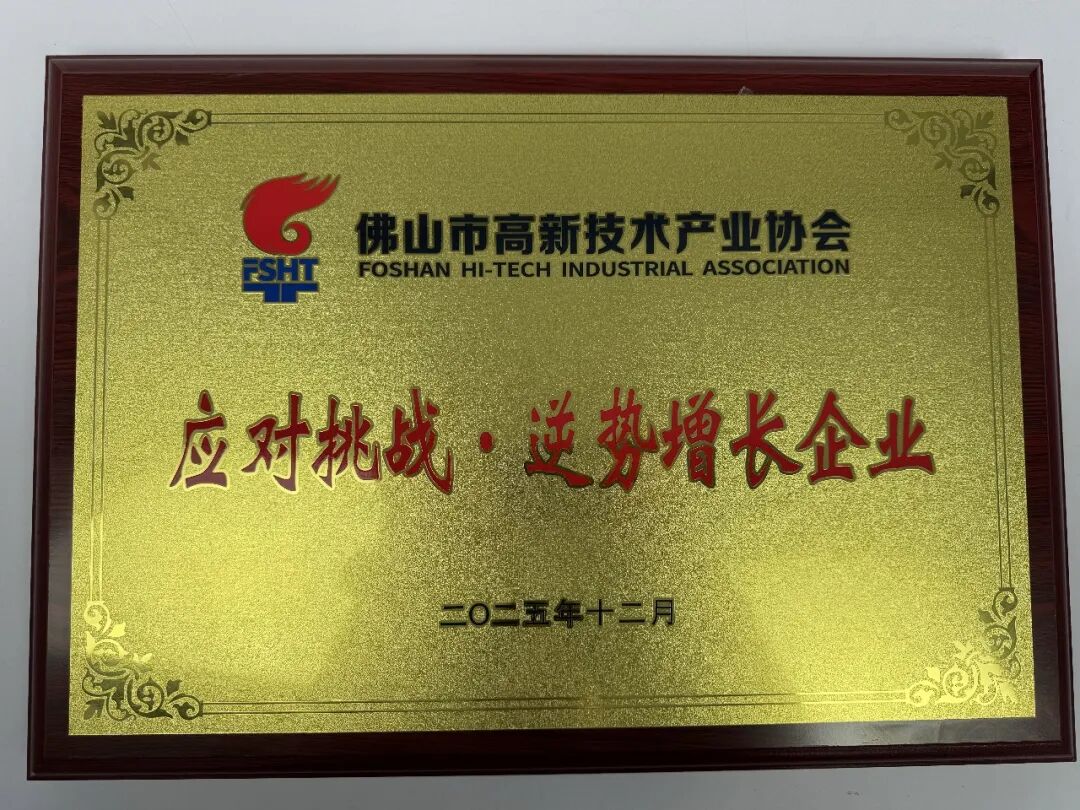 FSHT
佛山市高新技术产业协会
FOSHAN HI-TECH INDUSTRIAL ASSOCIATION
应对挑战·逆势增长企业
二〇二五年十二月